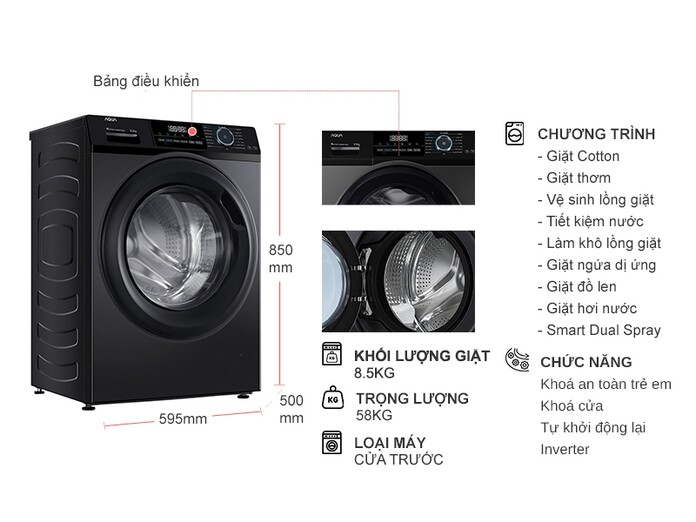 Bảng điều khiển
AQUA
AQUA
850
mm
500
mm
595mm
KHỐI LƯỢNG GIẶT
8.5KG
KG
TRỌNG LƯỢNG
58KG
LOẠI MÁY
CỬA TRƯỚC
CHƯƠNG TRÌNH
- Giặt Cotton
- Giặt thơm
- Vệ sinh lồng giặt
- Tiết kiệm nước
- Làm khô lồng giặt
- Giặt ngứa dị ứng
- Giặt đồ len
- Giặt hơi nước
- Smart Dual Spray
CHỨC NĂNG
Khoá an toàn trẻ em
Khoá cửa
Tự khởi động lại
Inverter